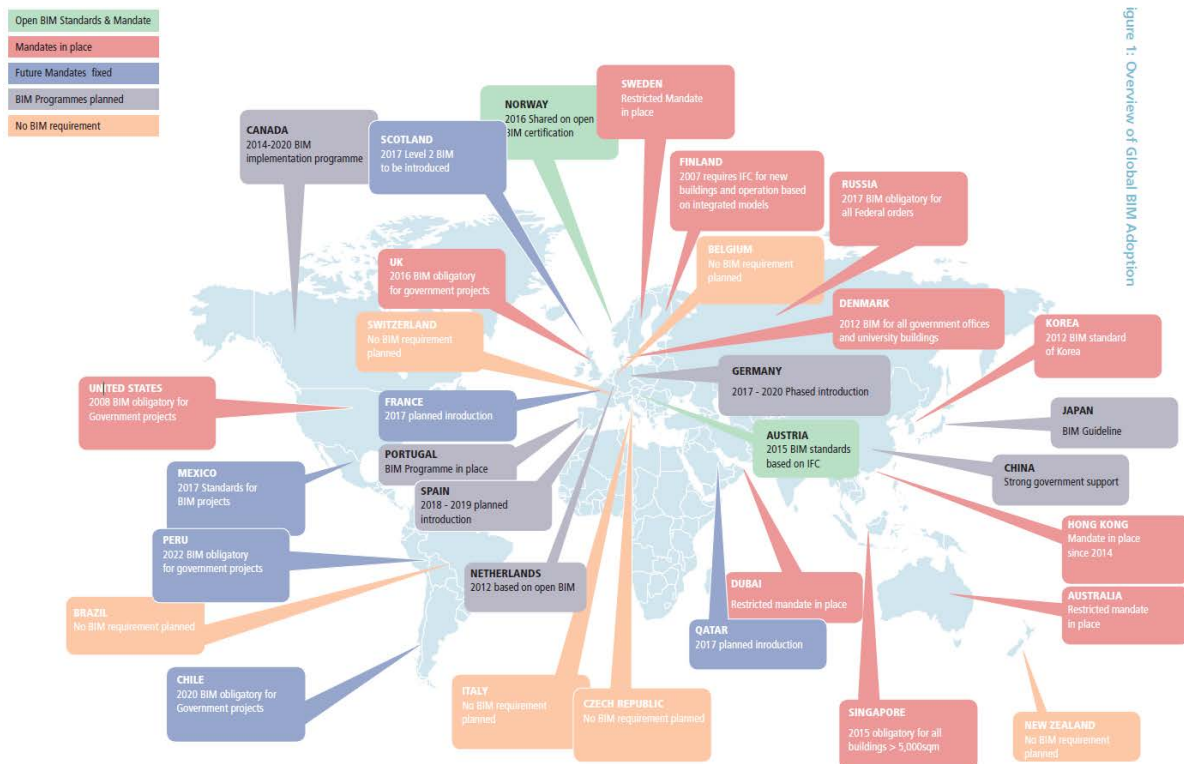 Open BIM Standards & Mandate
Mandates in place
Future Mandates fixed
BIM Programmes planned
No BIM requirement
igure 1: Overview of Global BIM Adoption
CANADA
2014-2020 BIM
implementation programme
SCOTLAND
2017 Level 2 BIM
to be introduced
NORWAY
2016 Shared on open
BIM certification
SWEDEN
Restricted Mandate
in place
FINLAND
2007 requires IFC for new
buildings and operation based
on integrated models
RUSSIA
2017 BIM obligatory for
all Federal orders
BELGIUM
No BIM requirement
planned
UK
2016 BIM obligatory
for government projects
SWITZERLAND
No BIM requirement
planned
DENMARK
2012 BIM for all government offices
and university buildings
KOREA
2012 BIM standard
of Korea
UNITED STATES
2008 BIM obligatory for
Government projects
FRANCE
2017 planned inroduction
GERMANY
2017 - 2020 Phased introduction
JAPAN
BIM Guideline
AUSTRIA
2015 BIM standards
based on IFC
PORTUGAL
BIM Programme in place
CHINA
Strong government support
MEXICO
2017 Standards for
BIM projects
SPAIN
2018 - 2019 planned
introduction
HONG KONG
Mandate in place
since 2014
PERU
2022 BIM obligatory
for government projects
NETHERLANDS
2012 based on open BIM
DUBAI
Restricted mandate in place
AUSTRALIA
Restricted mandate
in place
BRAZIL
No BIM requirement planned
QATAR
2017 planned inroduction
CHILE
2020 BIM obligatory for
Government projects
ITALY
No BIM requirement
planned
CZECH REPUBLIC
No BIM requirement planned
SINGAPORE
2015 obligatory for all
buildings > 5,000sqm
NEW ZEALAND
No BIM requirement
planned